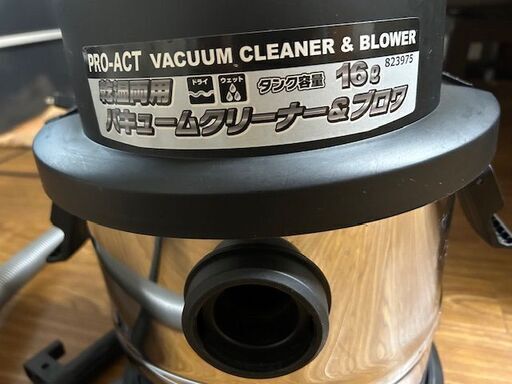 PRO-ACT VACUUM CLEANER & BLOWER
823975
乾湿両用 ドライ ウェット タンク容量 16ℓ
バキュームクリーナー&ブロワ